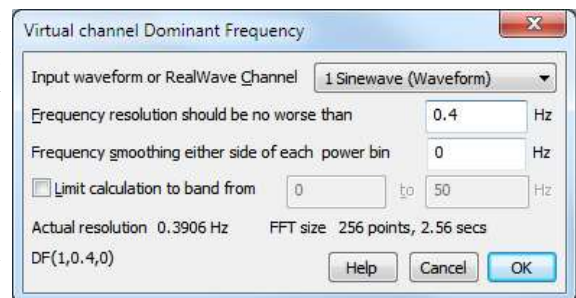 Virtual channel Dominant Frequency
Input waveform or RealWave Channel 1 Sinewave (Waveform)
Frequency resolution should be no worse than 0.4 Hz
Frequency smoothing either side of each power bin 0 Hz
Limit calculation to band from 0 to 50 Hz
Actual resolution 0.3906 Hz FFT size 256 points, 2.56 secs
DF(1,0.4,0) Help Cancel OK